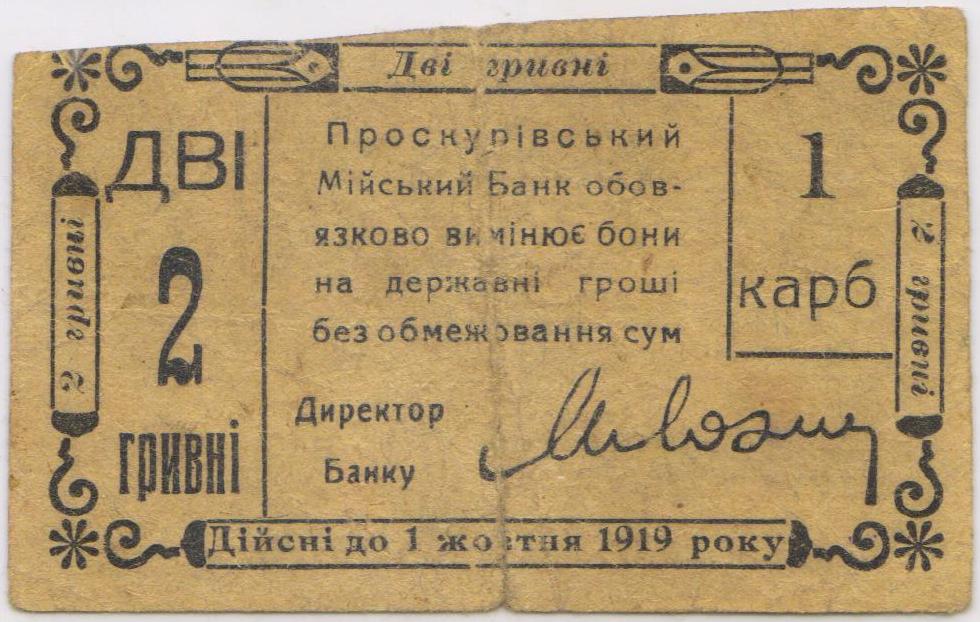 Дві гривні
ДВІ
2
гривні
Проскурівський
Мійський Банк обов-
язково вимінює бони
на державні гроші
без обмежовання сум
1
карб
Директор
Банку
2 гривні
2 гривні
Дійсні до 1 жовтня 1919 року